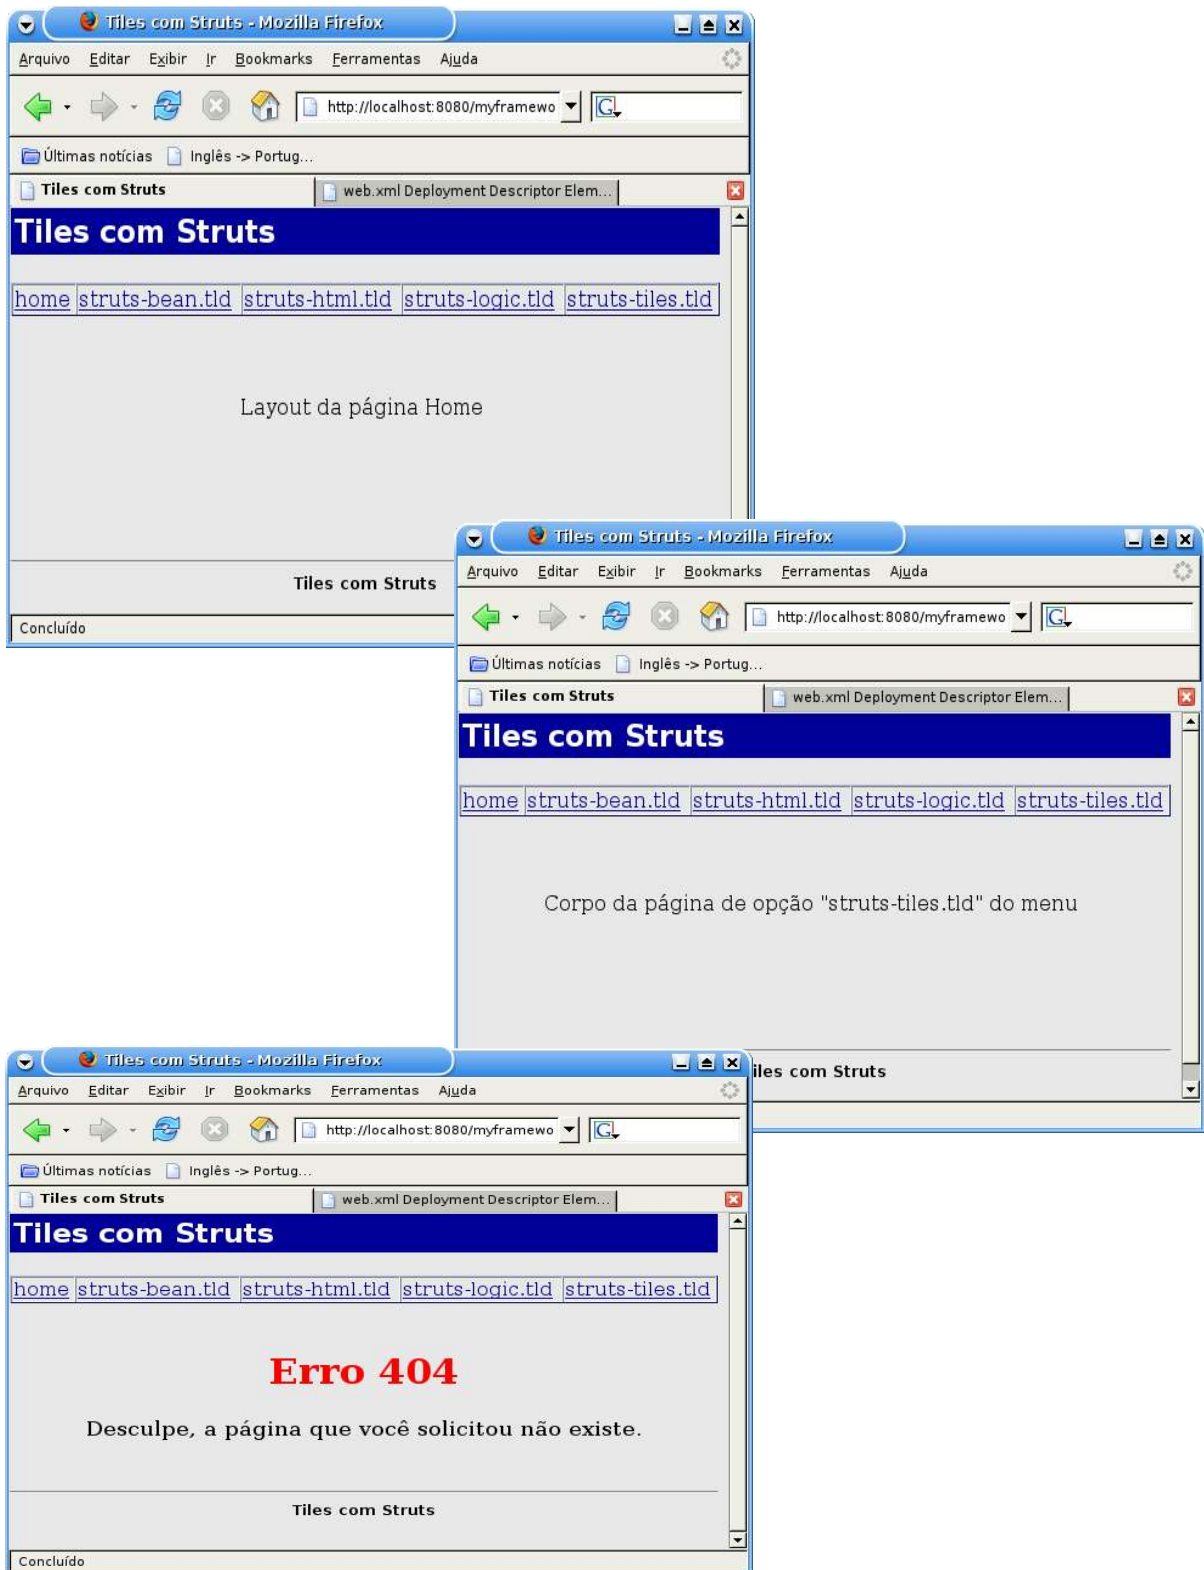 Tiles com Struts - Mozilla Firefox
Arquivo Editar Exibir Ir Bookmarks Ferramentas Ajuda
http://localhost:8080/myframewo
Últimas notícias Inglês -> Portug...
Tiles com Struts web.xml Deployment Descriptor Elem...
Tiles com Struts
home struts-bean.tld struts-html.tld struts-logic.tld struts-tiles.tld
Layout da página Home
Tiles com Struts
Concluído
Tiles com Struts - Mozilla Firefox
Arquivo Editar Exibir Ir Bookmarks Ferramentas Ajuda
http://localhost:8080/myframewo
Últimas notícias Inglês -> Portug...
Tiles com Struts web.xml Deployment Descriptor Elem...
Tiles com Struts
home struts-bean.tld struts-html.tld struts-logic.tld struts-tiles.tld
Corpo da página de opção "struts-tiles.tld" do menu
iles com Struts
Tiles com Struts - Mozilla Firefox
Arquivo Editar Exibir Ir Bookmarks Ferramentas Ajuda
http://localhost:8080/myframewo
Últimas notícias Inglês -> Portug...
Tiles com Struts web.xml Deployment Descriptor Elem...
Tiles com Struts
home struts-bean.tld struts-html.tld struts-logic.tld struts-tiles.tld
Erro 404
Desculpe, a página que você solicitou não existe.
Tiles com Struts
Concluído